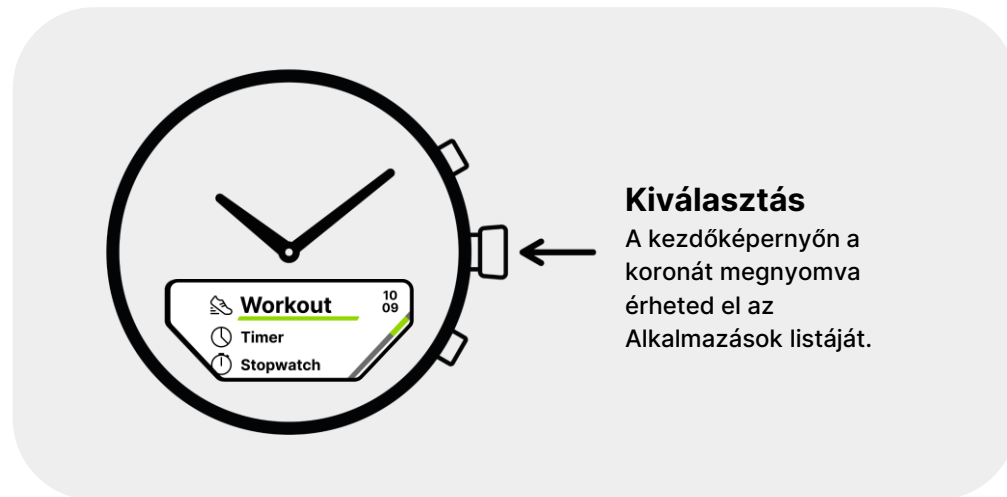 Workout
10
09
Timer
Stopwatch
Kiválasztás
A kezdőképernyőn a
koronát megnyomva
érheted el az
Alkalmazások listáját.